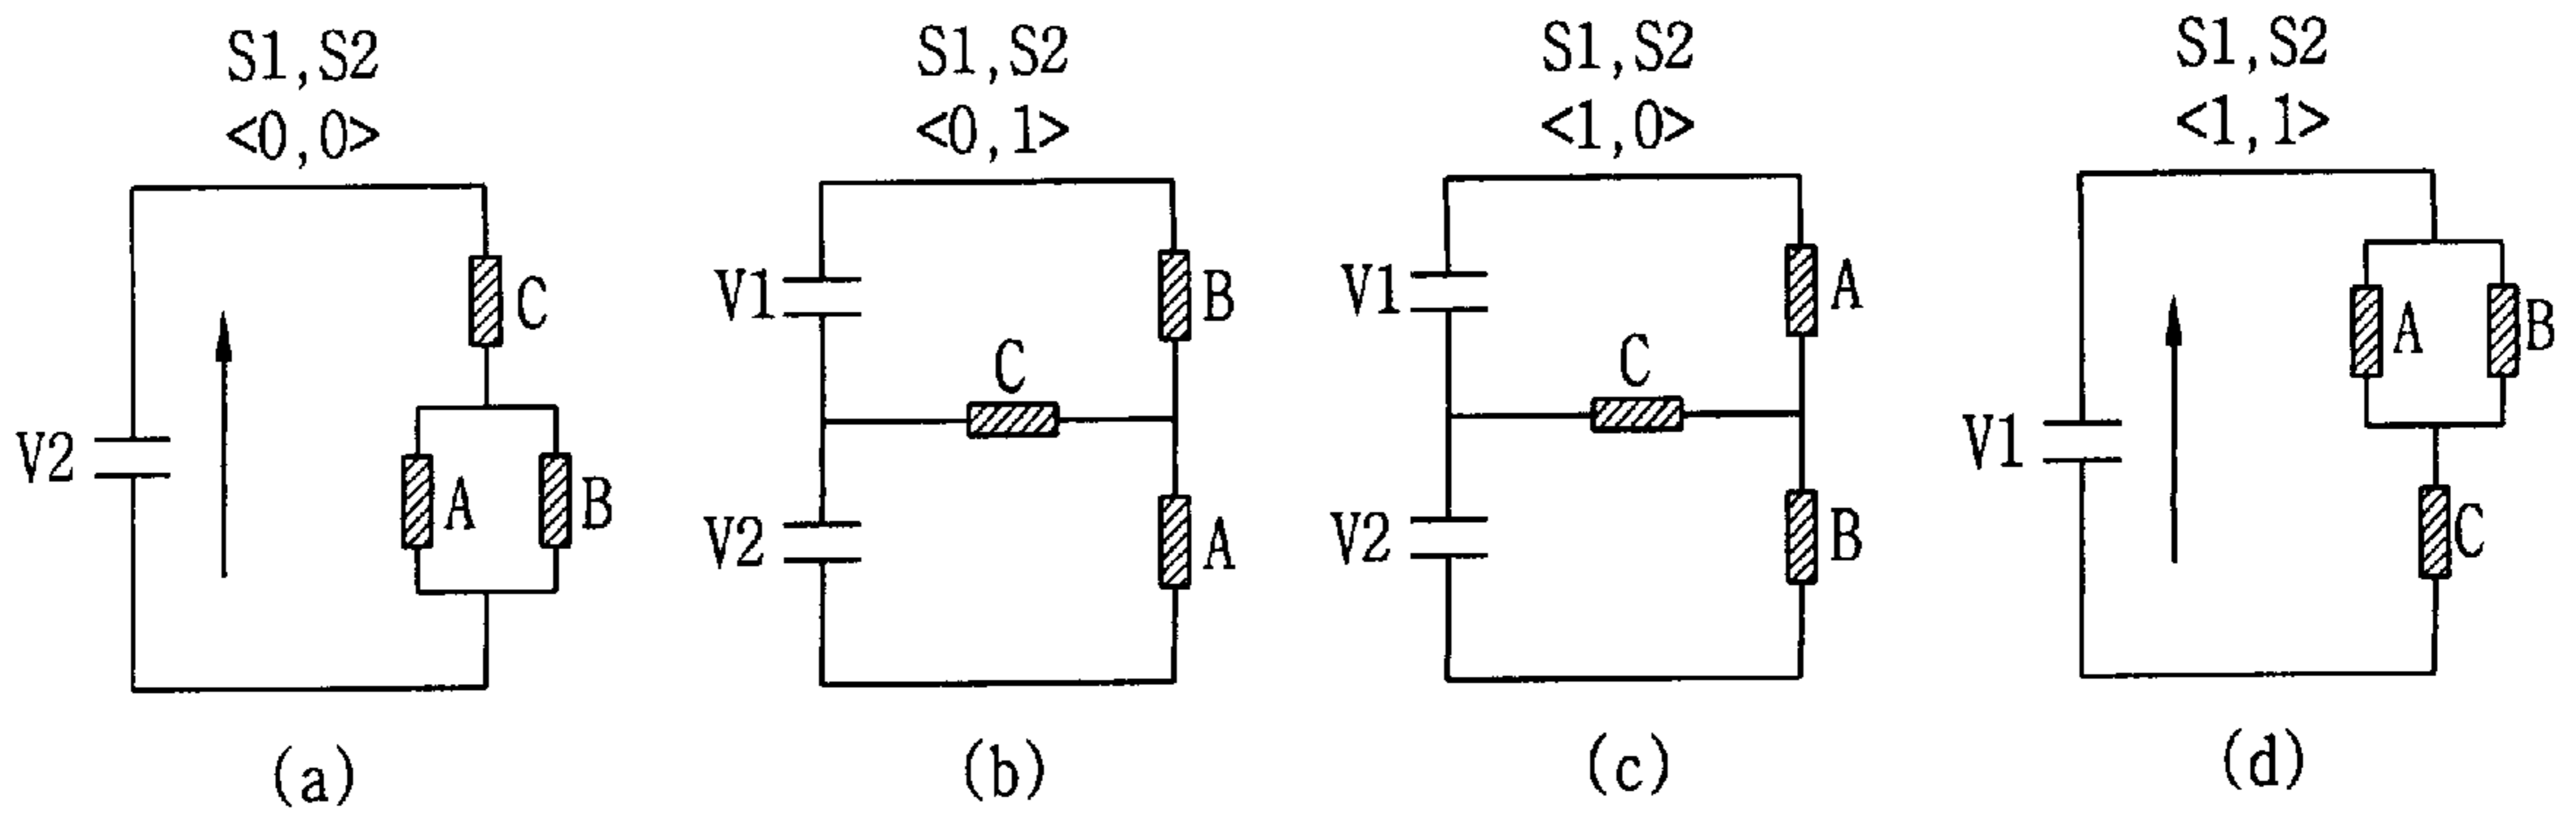 S1,S2
<0,0>
C
V2
A
B
(a)
S1,S2
<0,1>
V1
B
C
V2
A
(b)
S1,S2
<1,0>
V1
A
C
V2
B
(c)
S1,S2
<1,1>
A
B
V1
C
(d)